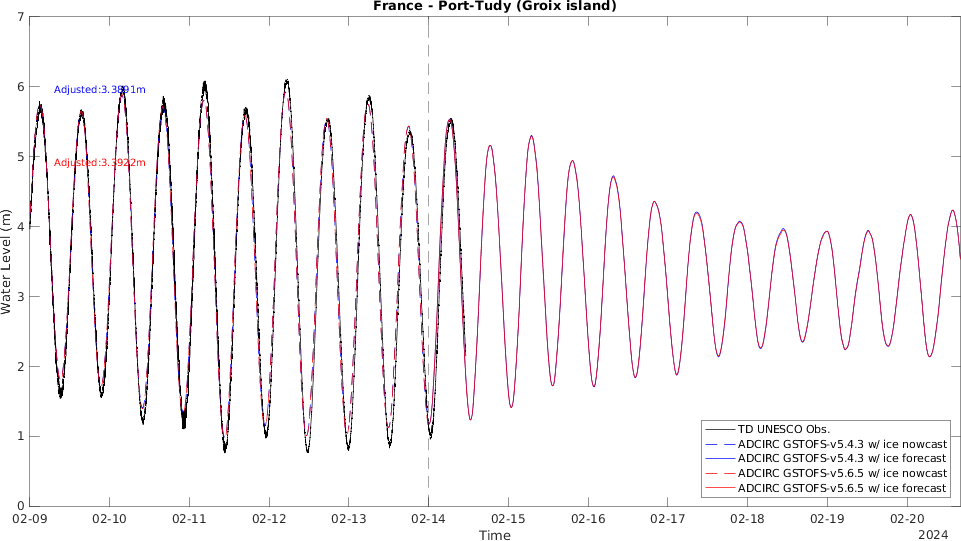 France - Port-Tudy (Groix island)
7
6
5
4
3
2
1
0
Water Level (m)
Adjusted:3.3891m
Adjusted:3.3922m
TD UNESCO Obs.
ADCIRC GSTOFS-v5.4.3 w/ ice nowcast
ADCIRC GSTOFS-v5.4.3 w/ ice forecast
ADCIRC GSTOFS-v5.6.5 w/ ice nowcast
ADCIRC GSTOFS-v5.6.5 w/ ice forecast
02-09 02-10 02-11 02-12 02-13 02-14 02-15 02-16 02-17 02-18 02-19 02-20
Time
2024